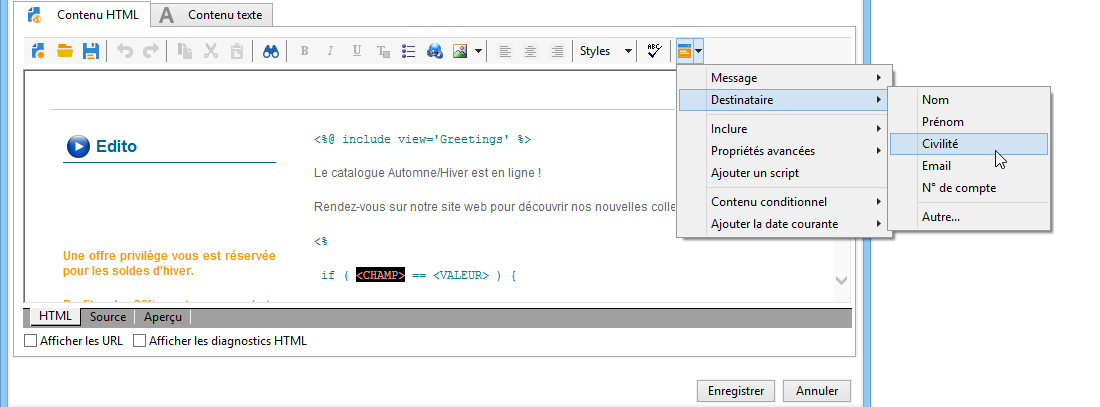 Contenu HTML
A Contenu texte
B I U T Styles ABC
Message
Destinataire
Inclure
Propriétés avancées
Ajouter un script
Contenu conditionnel
Ajouter la date courante
Nom
Prénom
Civilité
Email
N° de compte
Autre...
Edito
Une offre privilège vous est réservée
pour les soldes d'hiver.
<%@ include view='Greetings' %>
Le catalogue Automne/Hiver est en ligne !
Rendez-vous sur notre site web pour découvrir nos nouvelles colle
<%
if ( <CHAMP> == <VALEUR> ) {
HTML Source Aperçu
Afficher les URL Afficher les diagnostics HTML
Enregistrer Annuler